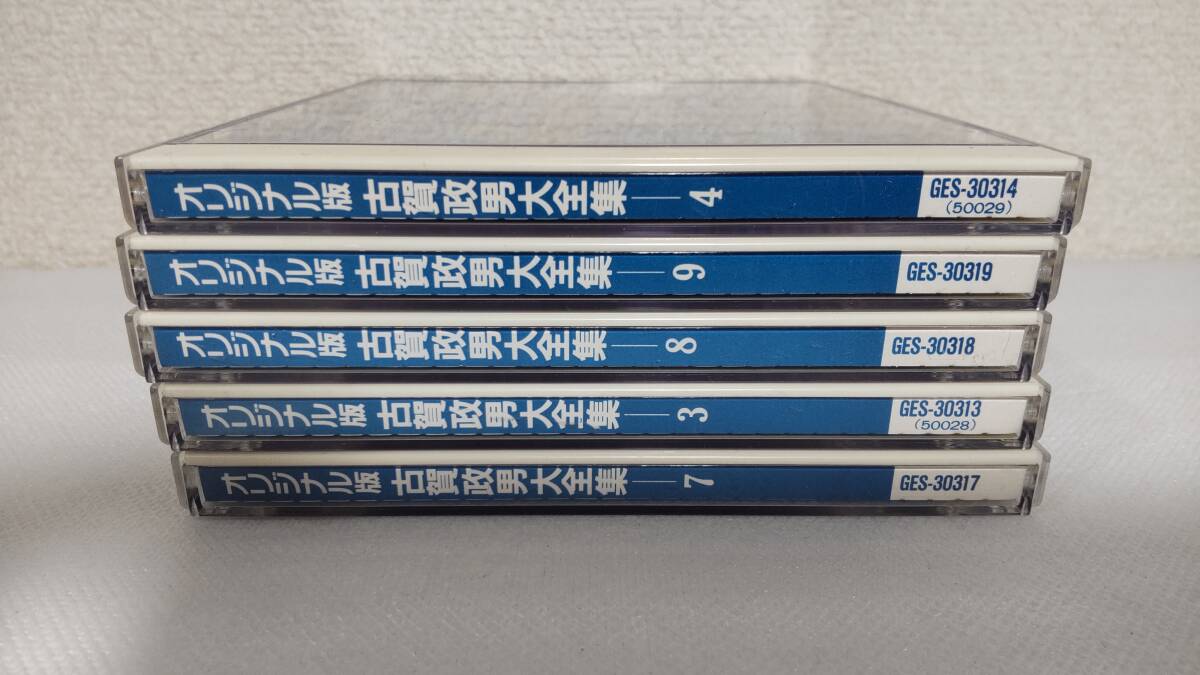 オリジナル版 古賀政男大全集——4 GES-30314
(50029)
オリジナル版 古賀政男大全集——9 GES-30319
オリジナル版 古賀政男大全集——8 GES-30318
オリジナル版 古賀政男大全集——3 GES-30313
(50028)
オリジナル版 古賀政男大全集——7 GES-30317